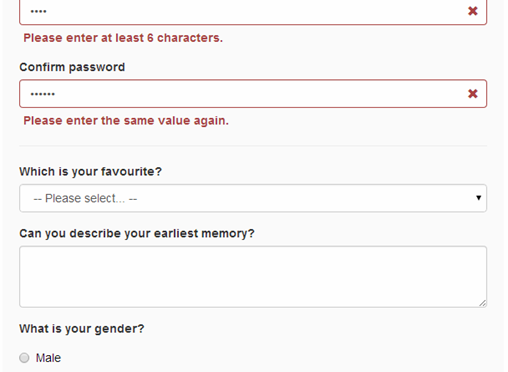 ••••
Please enter at least 6 characters.
Confirm password
••••••
Please enter the same value again.
Which is your favourite?
-- Please select... --
Can you describe your earliest memory?
What is your gender?
Male